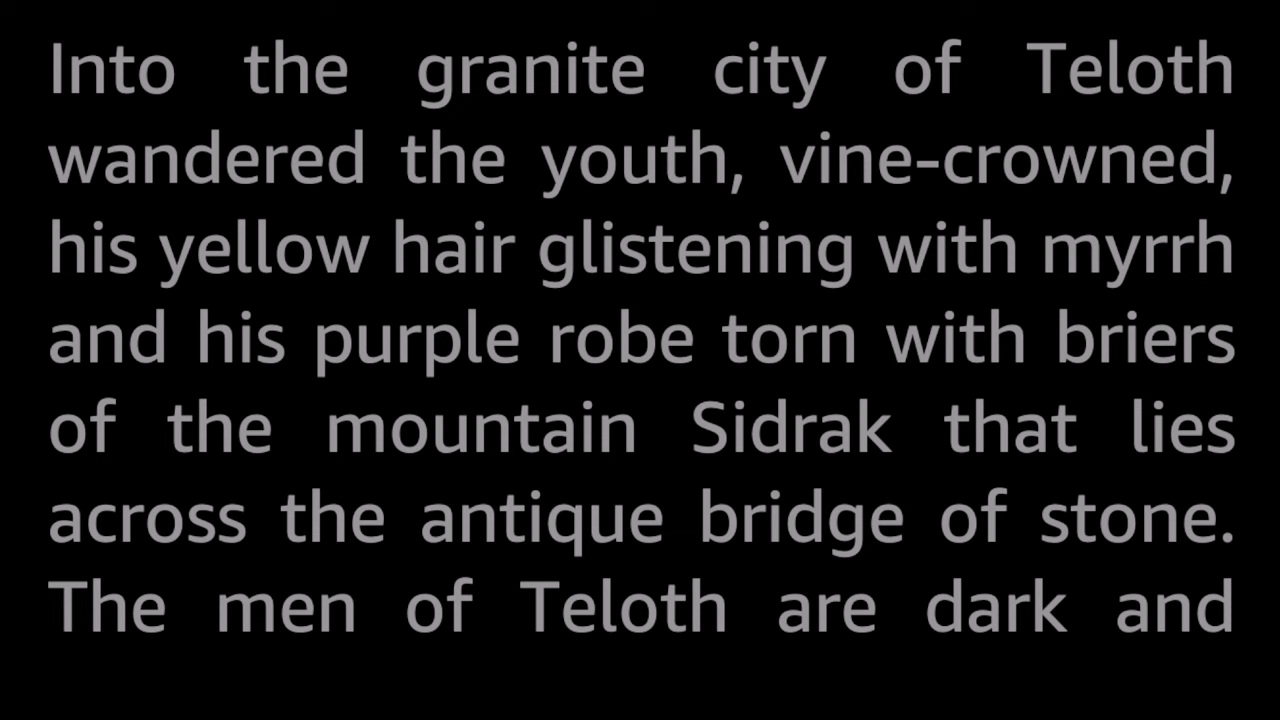 Into the granite city of Teloth
wandered the youth, vine-crowned,
his yellow hair glistening with myrrh
and his purple robe torn with briers
of the mountain Sidrak that lies
across the antique bridge of stone.
The men of Teloth are dark and